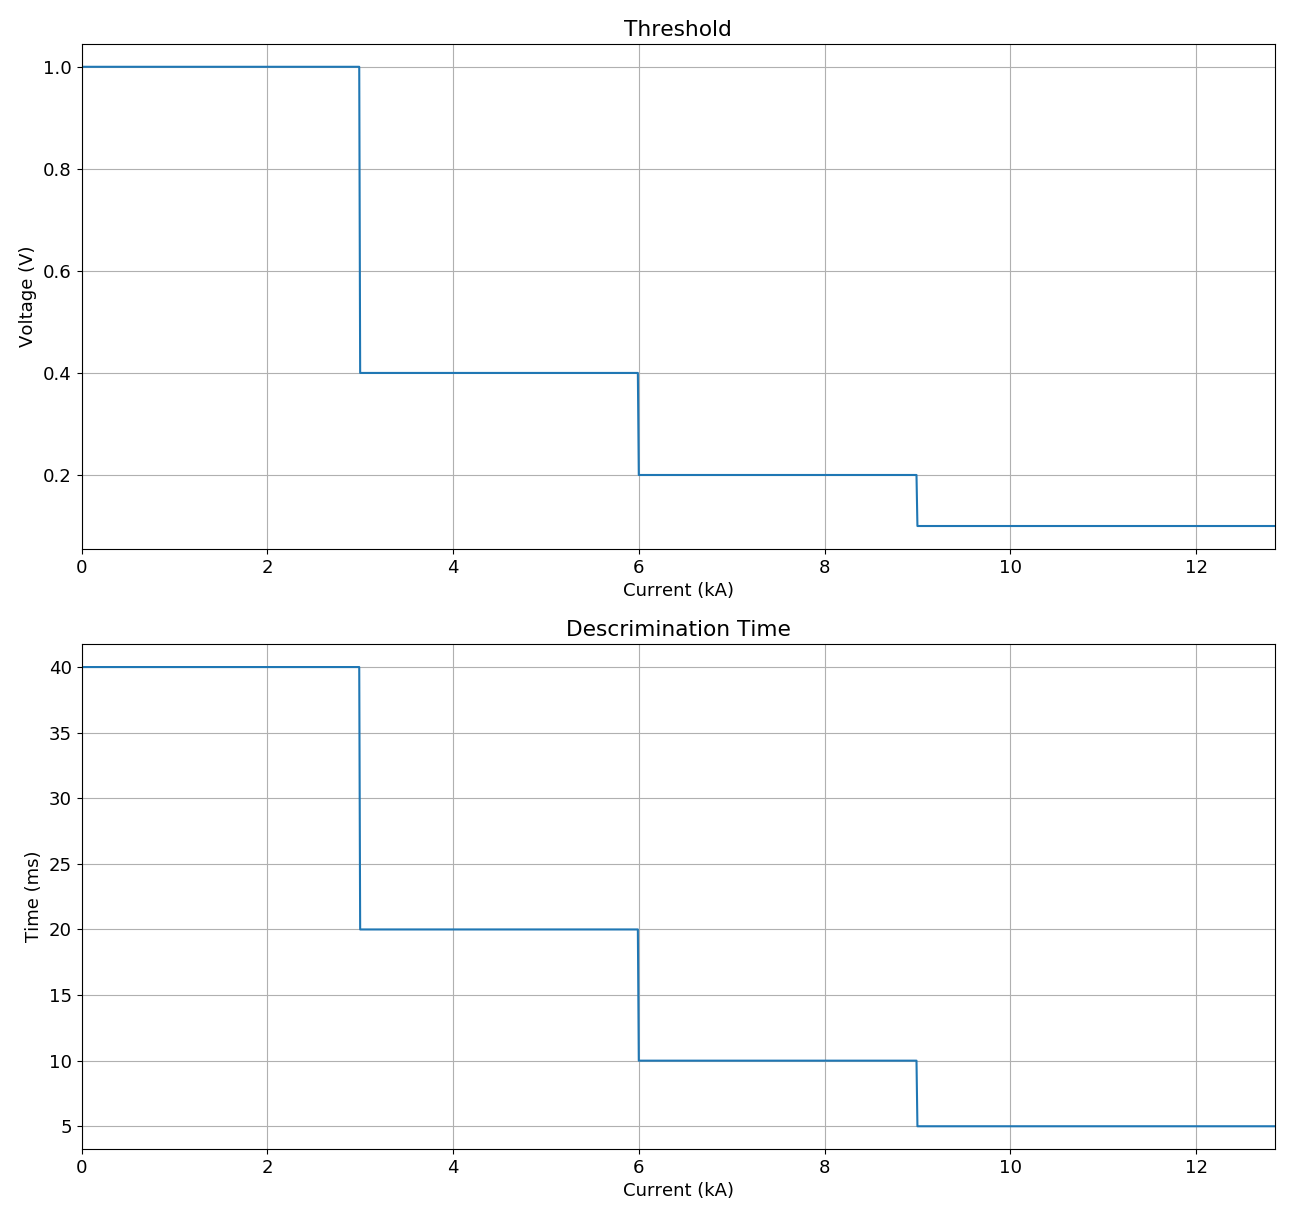 Threshold
1.0
0.8
0.6
0.4
0.2
Voltage (V)
0 2 4 6 8 10 12
Current (kA)
Descrimination Time
40
35
30
25
20
15
10
5
Time (ms)
0 2 4 6 8 10 12
Current (kA)